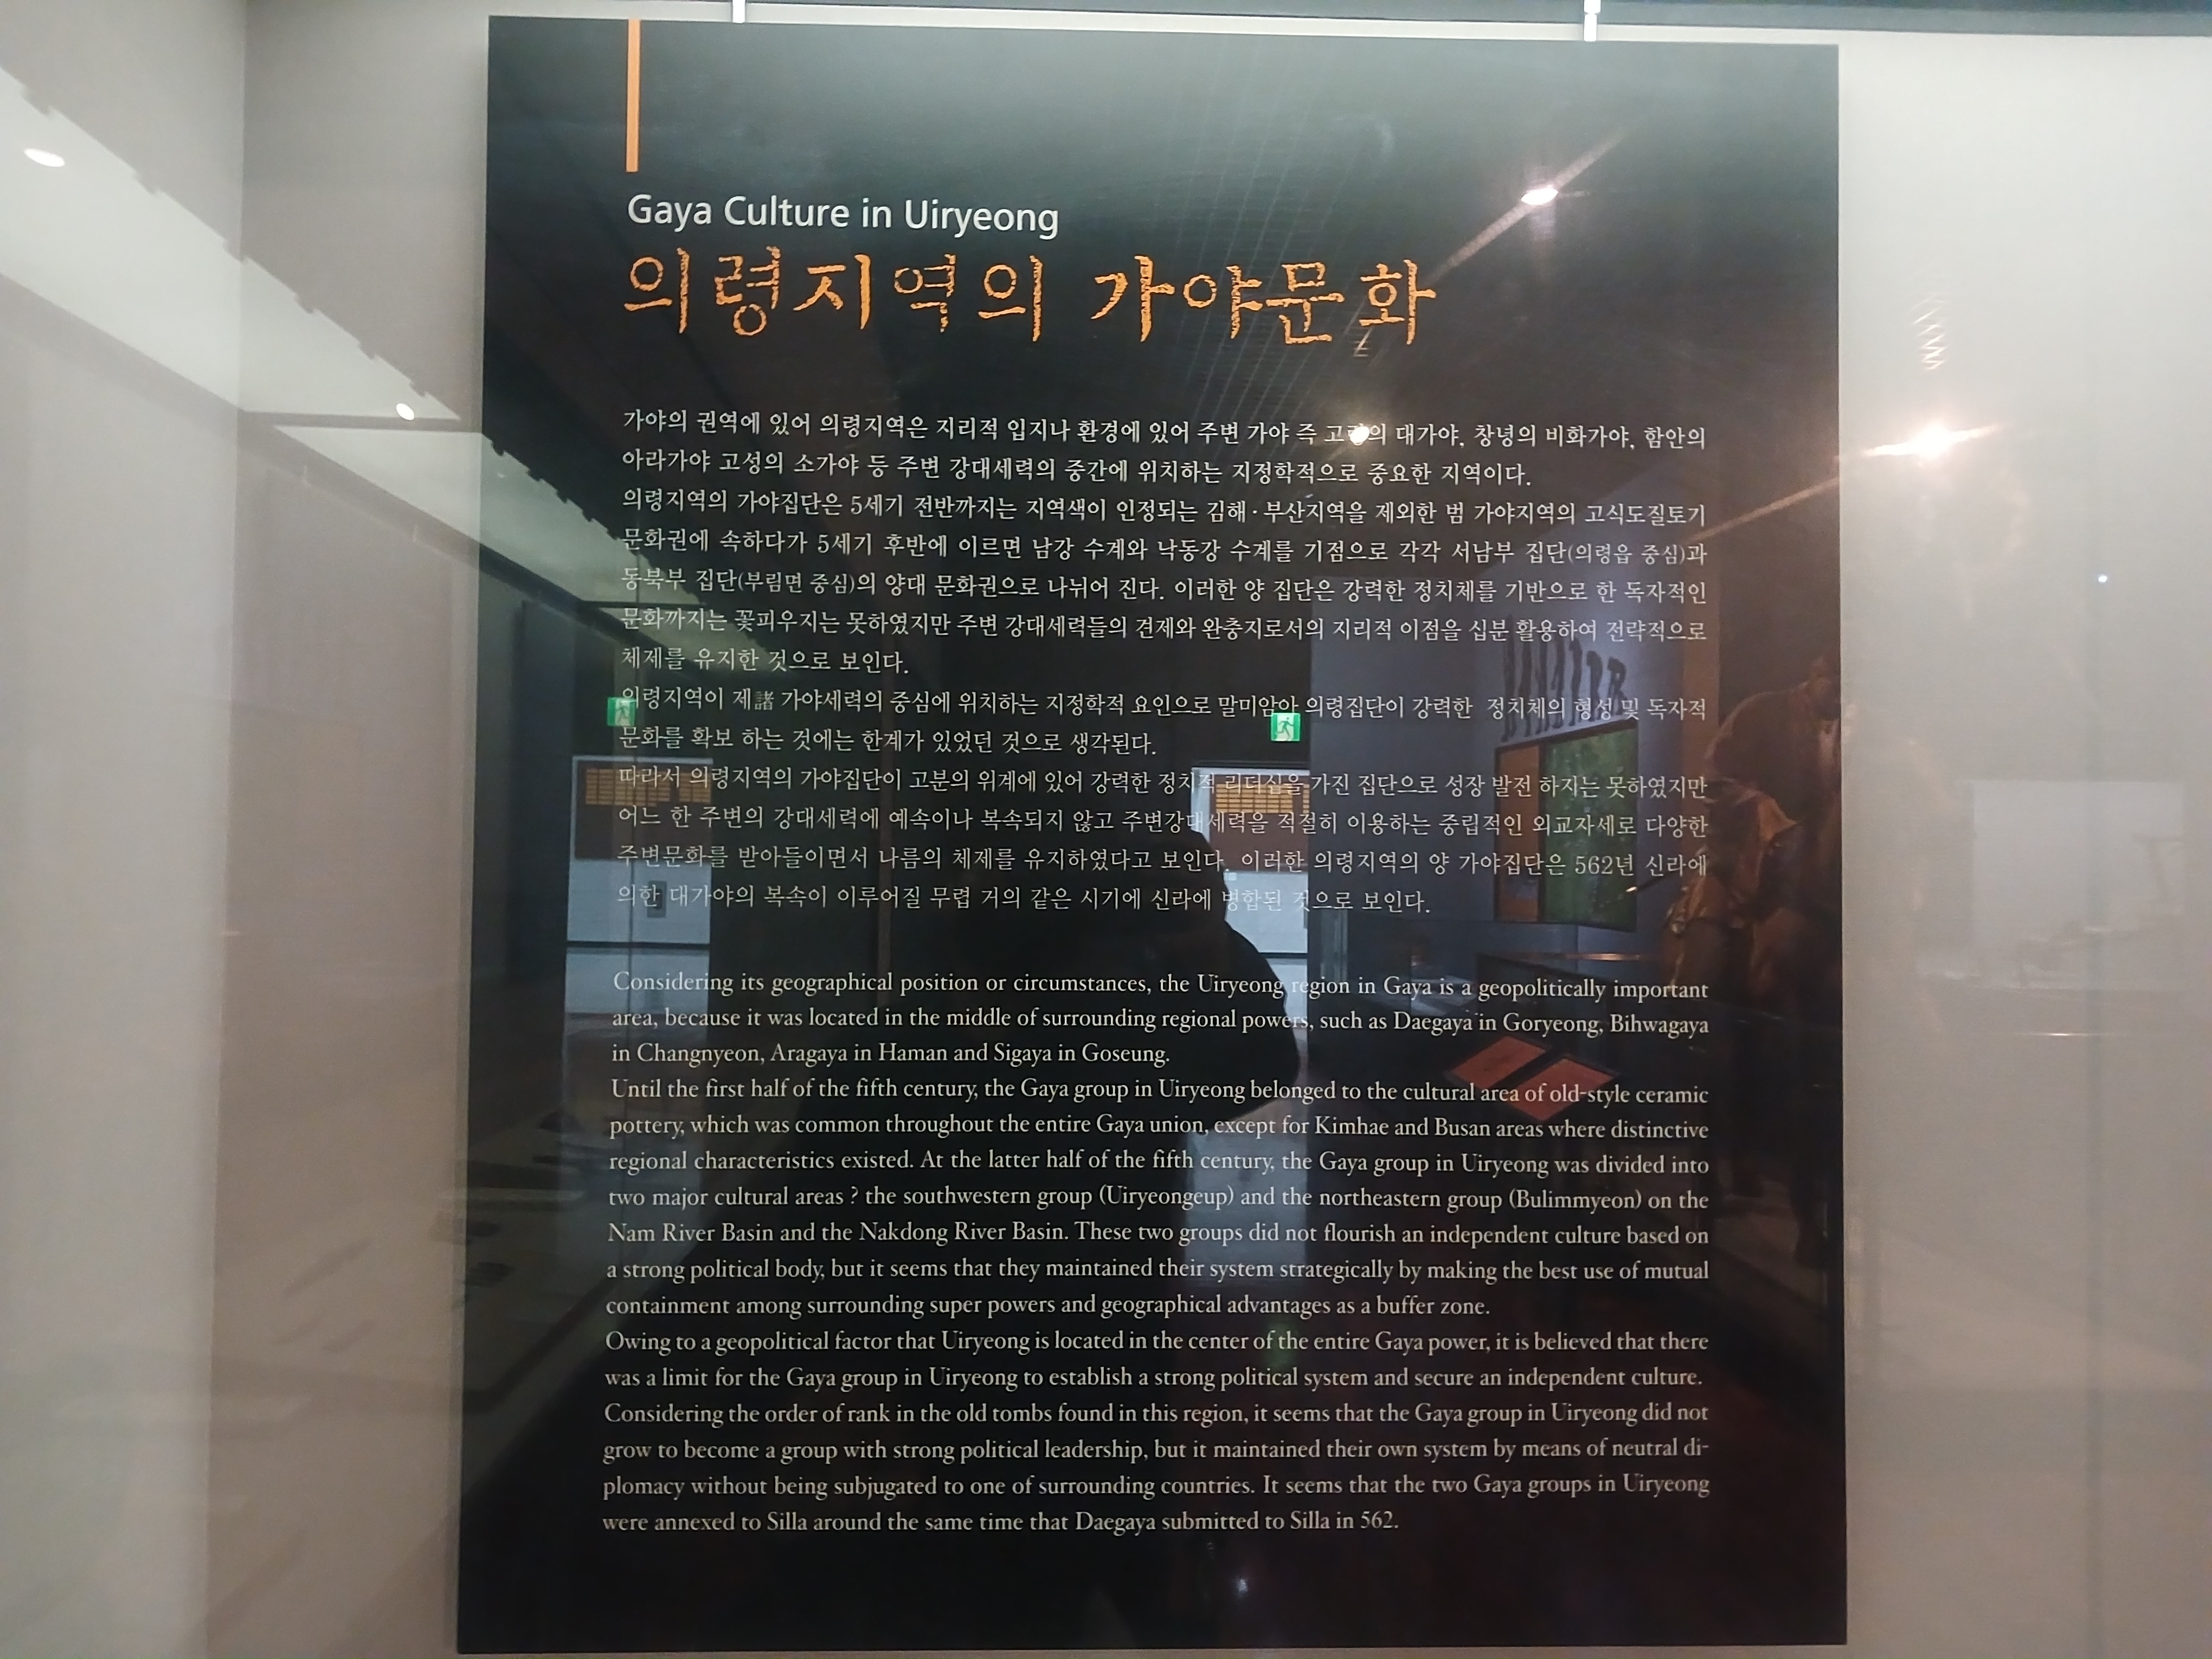 Gaya Culture in Uiryeong
의령지역의 가야문화
가야의 권역에 있어 의령지역은 지리적 입지나 환경에 있어 주변 가야 즉 고령의 대가야, 창녕의 비화가야, 함안의
아라가야 고성의 소가야 등 주변 강대세력의 중간에 위치하는 지정학적으로 중요한 지역이다.
의령지역의 가야집단은 5세기 전반까지는 지역색이 인정되는 김해·부산지역을 제외한 범 가야지역의 고식도질토기
문화권에 속하다가 5세기 후반에 이르면 남강 수계와 낙동강 수계를 기점으로 각각 서남부 집단(의령읍 중심)과
동북부 집단(부림면 중심)의 양대 문화권으로 나뉘어 진다. 이러한 양 집단은 강력한 정치체를 기반으로 한 독자적인
문화까지는 꽃피우지는 못하였지만 주변 강대세력들의 견제와 완충지로서의 지리적 이점을 십분 활용하여 전략적으로
체제를 유지한 것으로 보인다.
의령지역이 제諸 가야세력의 중심에 위치하는 지정학적 요인으로 말미암아 의령집단이 강력한 정치체의 형성 및 독자적
문화를 확보 하는 것에는 한계가 있었던 것으로 생각된다.
따라서 의령지역의 가야집단이 고분의 위계에 있어 강력한 정치적 리더십을 가진 집단으로 성장 발전 하지는 못하였지만
어느 한 주변의 강대세력에 예속이나 복속되지 않고 주변강대세력을 적절히 이용하는 중립적인 외교자세로 다양한
주변문화를 받아들이면서 나름의 체제를 유지하였다고 보인다. 이러한 의령지역의 양 가야집단은 562년 신라에
의한 대가야의 복속이 이루어질 무렵 거의 같은 시기에 신라에 병합된 것으로 보인다.
Considering its geographical position or circumstances, the Uiryeong region in Gaya is a geopolitically important
area, because it was located in the middle of surrounding regional powers, such as Daegaya in Goryeong, Bihwagaya
in Changnyeon, Aragaya in Haman and Sigaya in Goseung.
Until the first half of the fifth century, the Gaya group in Uiryeong belonged to the cultural area of old-style ceramic
pottery, which was common throughout the entire Gaya union, except for Kimhae and Busan areas where distinctive
regional characteristics existed. At the latter half of the fifth century, the Gaya group in Uiryeong was divided into
two major cultural areas ? the southwestern group (Uiryeongeup) and the northeastern group (Bulimmyeon) on the
Nam River Basin and the Nakdong River Basin. These two groups did not flourish an independent culture based on
a strong political body, but it seems that they maintained their system strategically by making the best use of mutual
containment among surrounding super powers and geographical advantages as a buffer zone.
Owing to a geopolitical factor that Uiryeong is located in the center of the entire Gaya power, it is believed that there
was a limit for the Gaya group in Uiryeong to establish a strong political system and secure an independent culture.
Considering the order of rank in the old tombs found in this region, it seems that the Gaya group in Uiryeong did not
grow to become a group with strong political leadership, but it maintained their own system by means of neutral di-
plomacy without being subjugated to one of surrounding countries. It seems that the two Gaya groups in Uiryeong
were annexed to Silla around the same time that Daegaya submitted to Silla in 562.